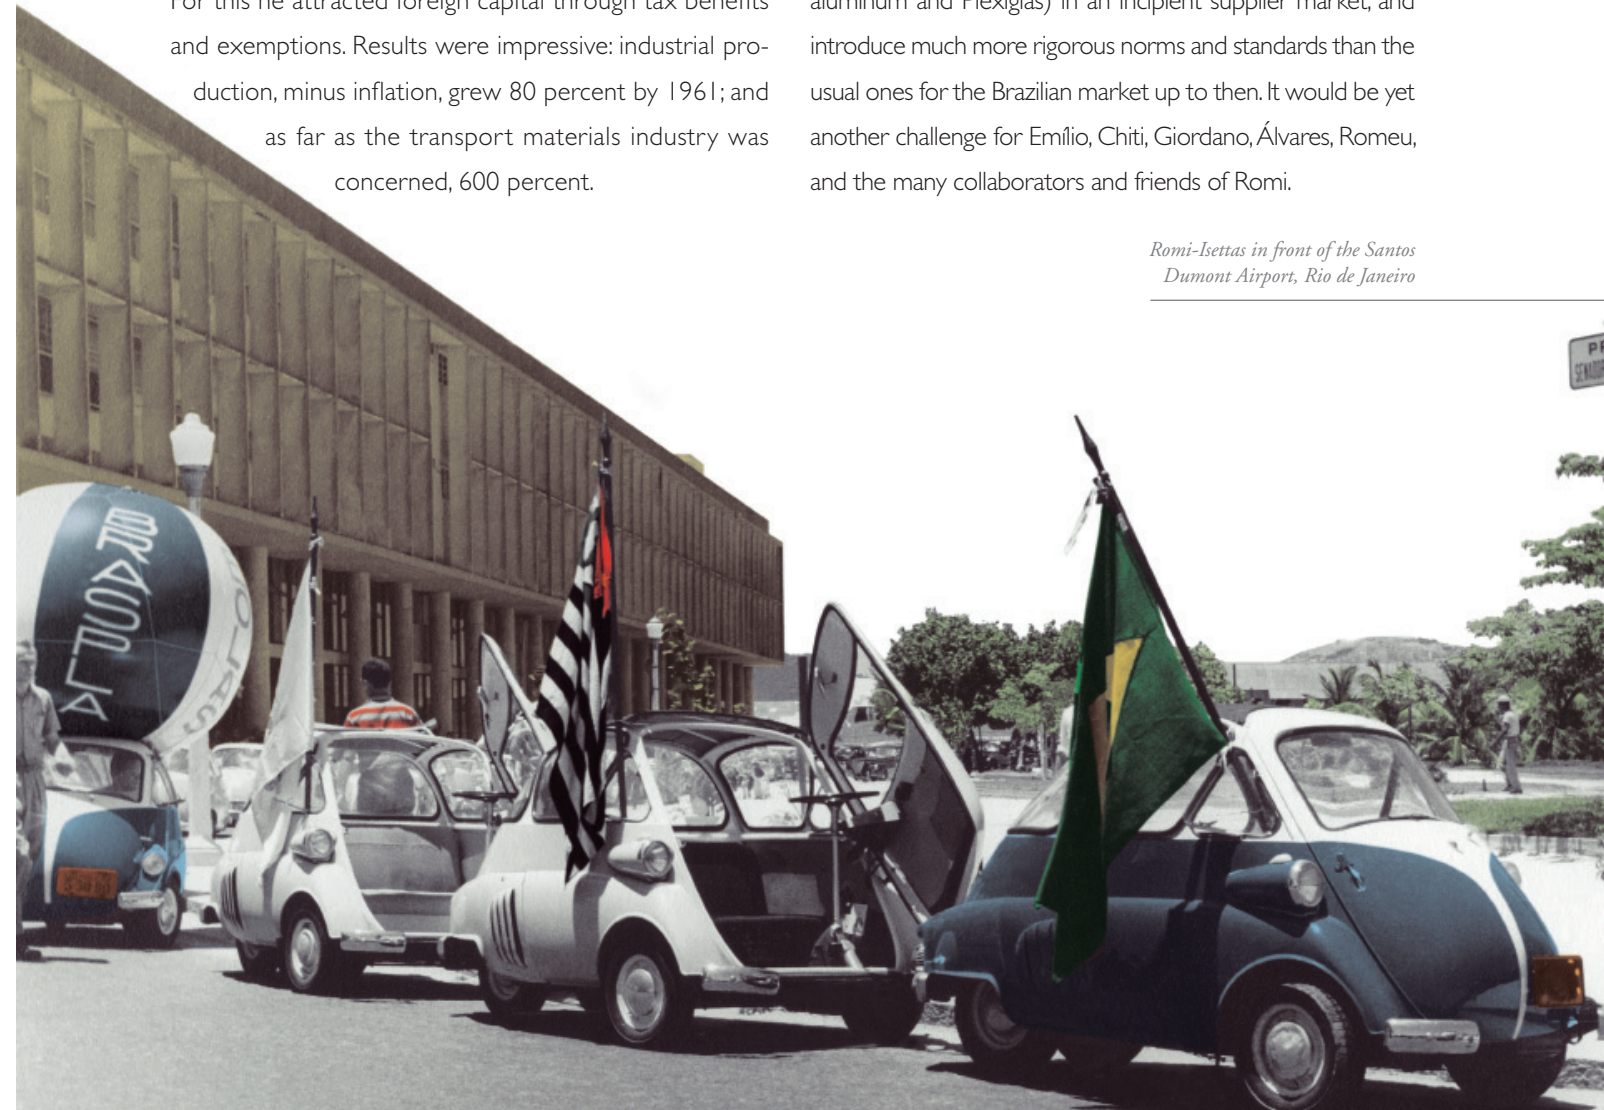 For this he attracted foreign capital through tax benefits
and exemptions. Results were impressive: industrial pro-
duction, minus inflation, grew 80 percent by 1961; and
as far as the transport materials industry was
concerned, 600 percent.
aluminum and Plexiglas) in an incipient supplier market, and
introduce much more rigorous norms and standards than the
usual ones for the Brazilian market up to then. It would be yet
another challenge for Emílio, Chiti, Giordano, Álvares, Romeu,
and the many collaborators and friends of Romi.
Romi-Isettas in front of the Santos
Dumont Airport, Rio de Janeiro
BRASPLA